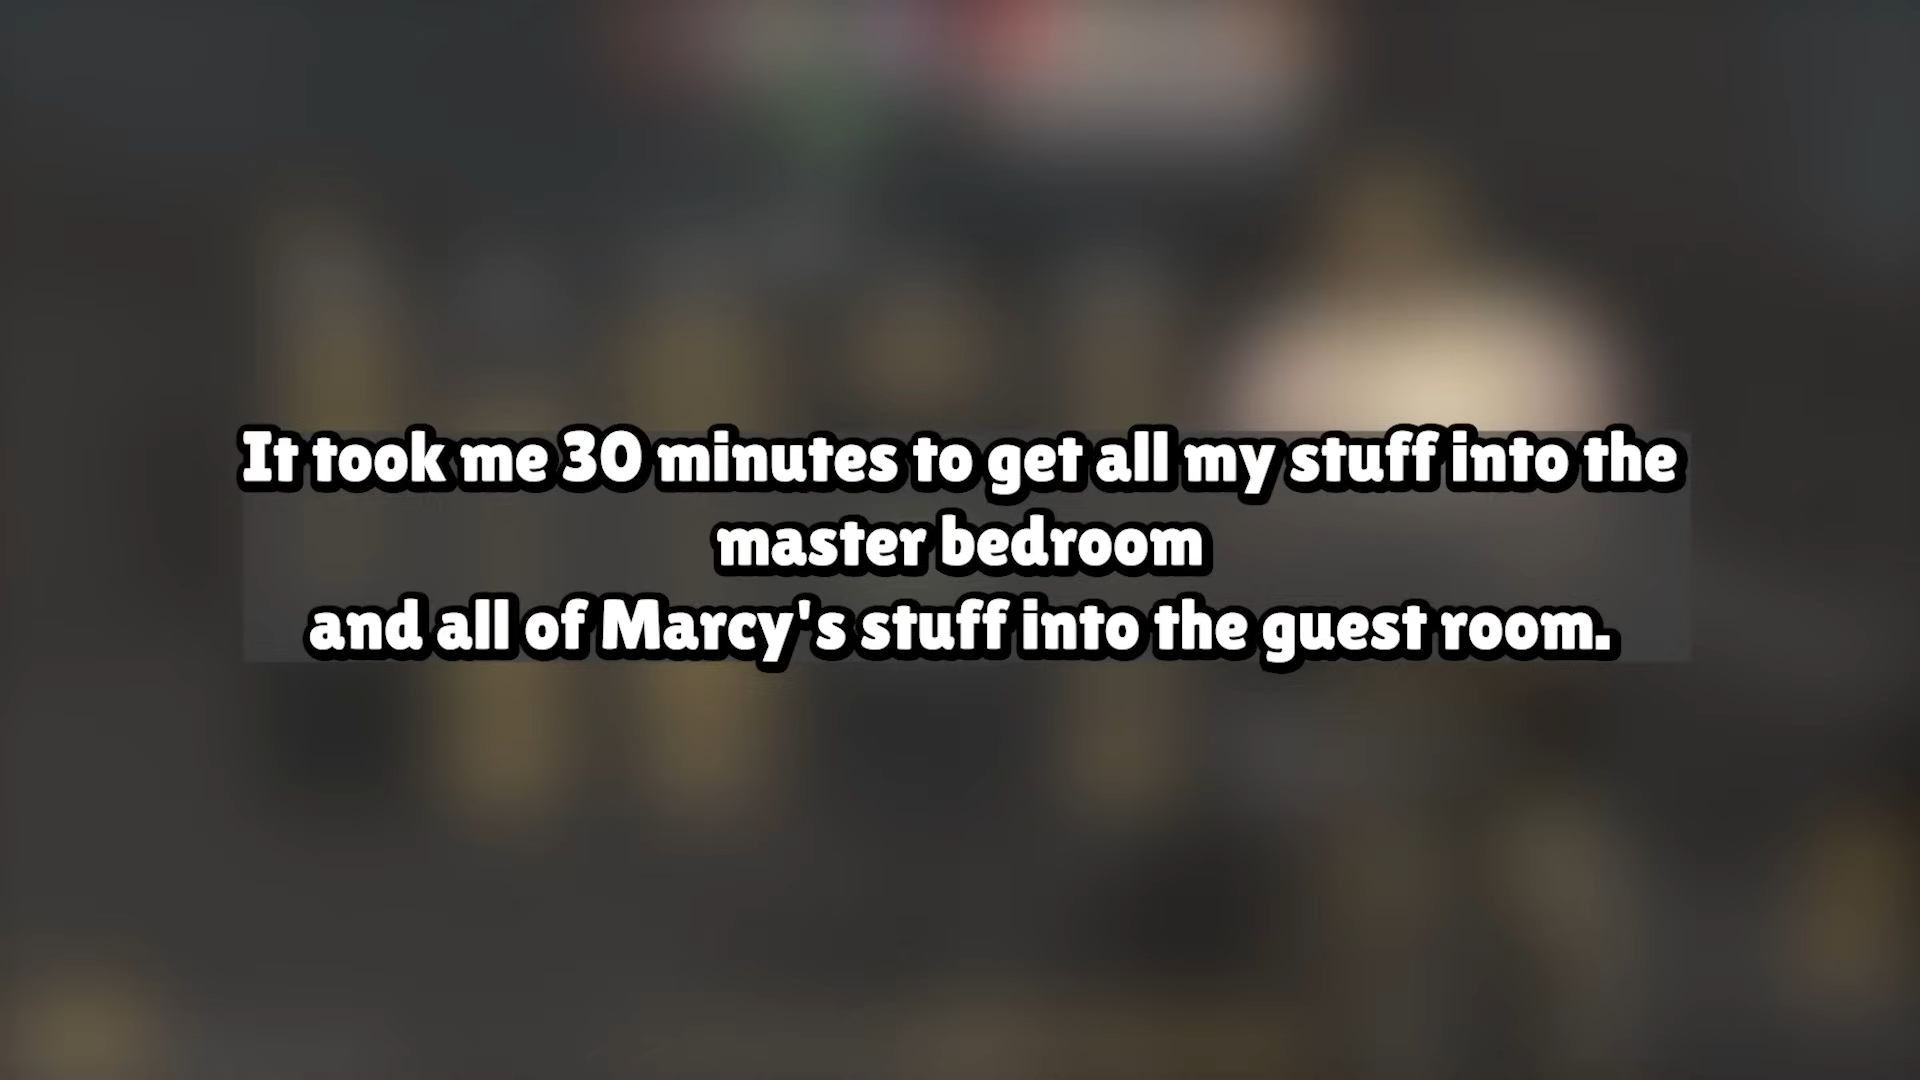 It took me 30 minutes to get all my stuff into the
master bedroom
and all of Marcy's stuff into the guest room.